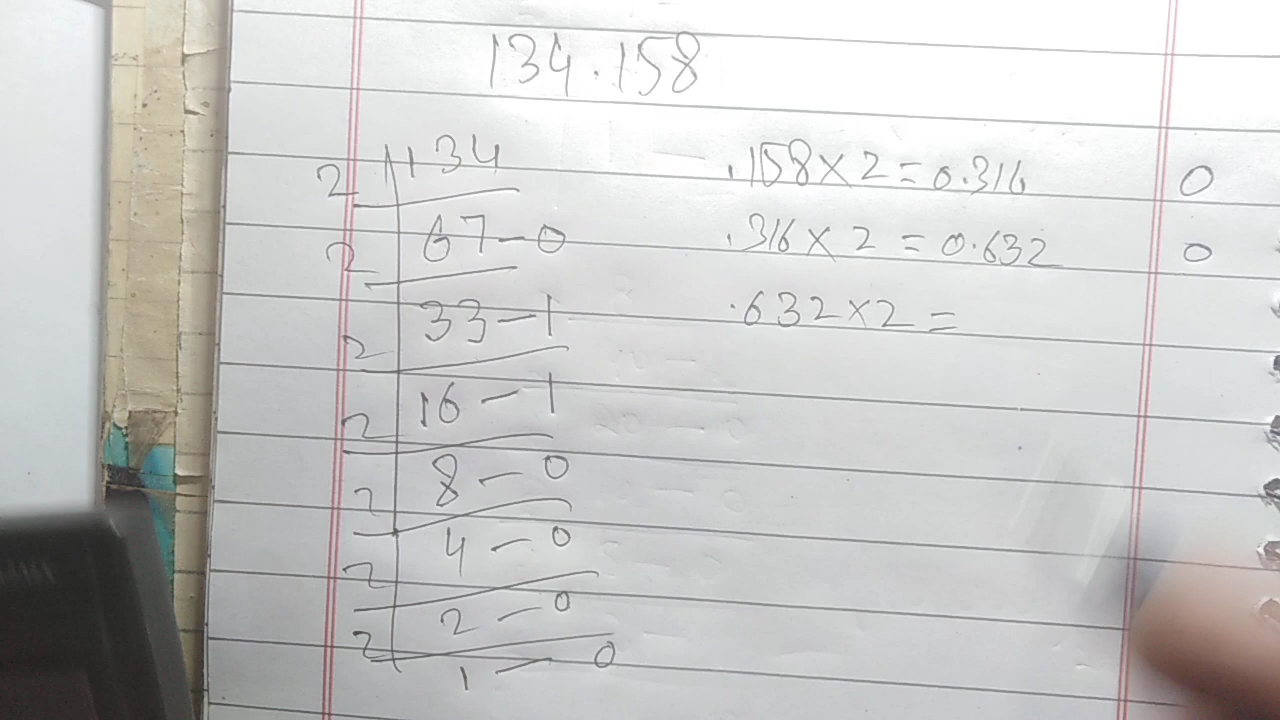 134.158
2 134 .158 × 2 = 0.316 0
2 67 - 0 .316 × 2 = 0.632 0
2 33 - 1 .632 × 2 =
2 16 - 1
2 8 - 0
2 4 - 0
2 2 - 0
1 - 0